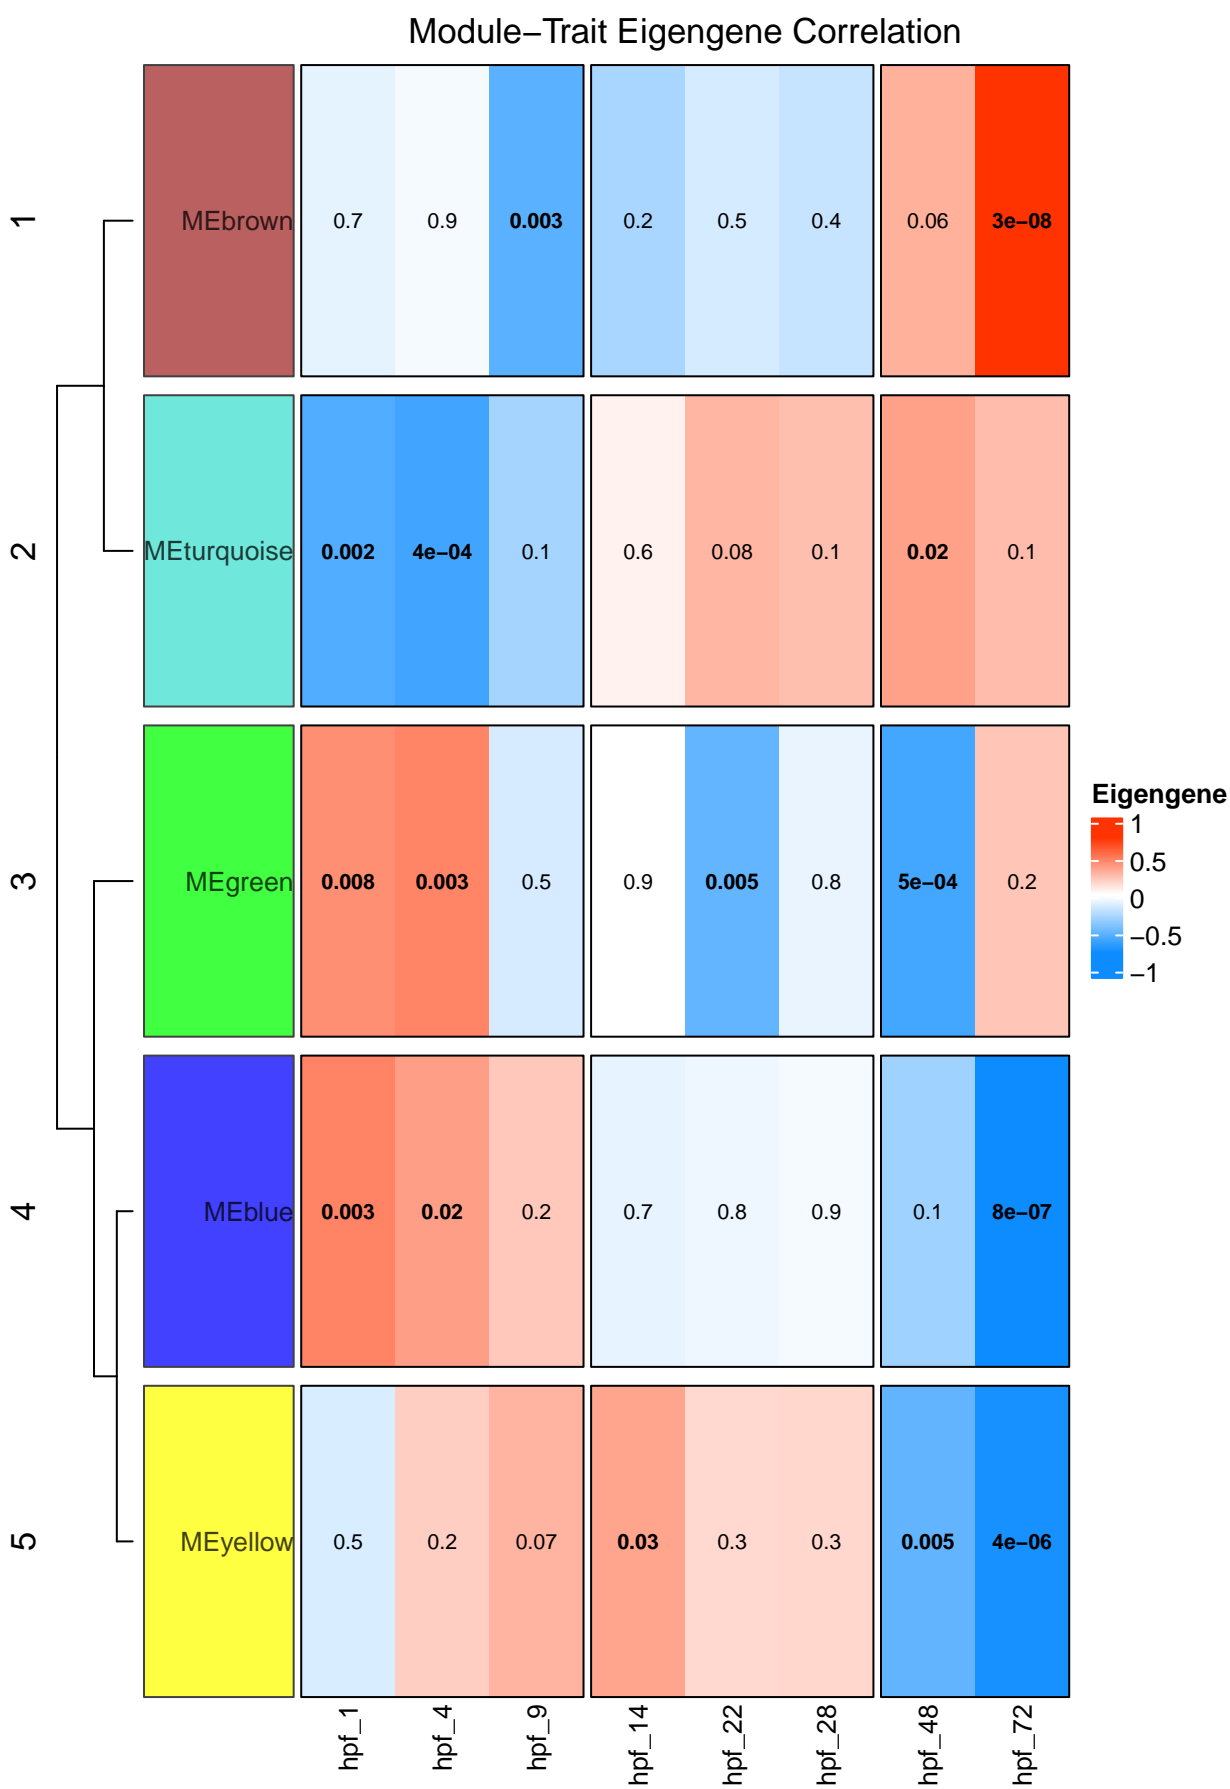 Module−Trait Eigengene Correlation
1
MEbrown 0.7 0.9 0.003 0.2 0.5 0.4 0.06 3e−08
2
MEturquoise 0.002 4e−04 0.1 0.6 0.08 0.1 0.02 0.1
3
MEgreen 0.008 0.003 0.5 0.9 0.005 0.8 5e−04 0.2
4
MEblue 0.003 0.02 0.2 0.7 0.8 0.9 0.1 8e−07
5
MEyellow 0.5 0.2 0.07 0.03 0.3 0.3 0.005 4e−06
hpf_1
hpf_4
hpf_9
hpf_14
hpf_22
hpf_28
hpf_48
hpf_72
Eigengene
1
0.5
0
−0.5
−1